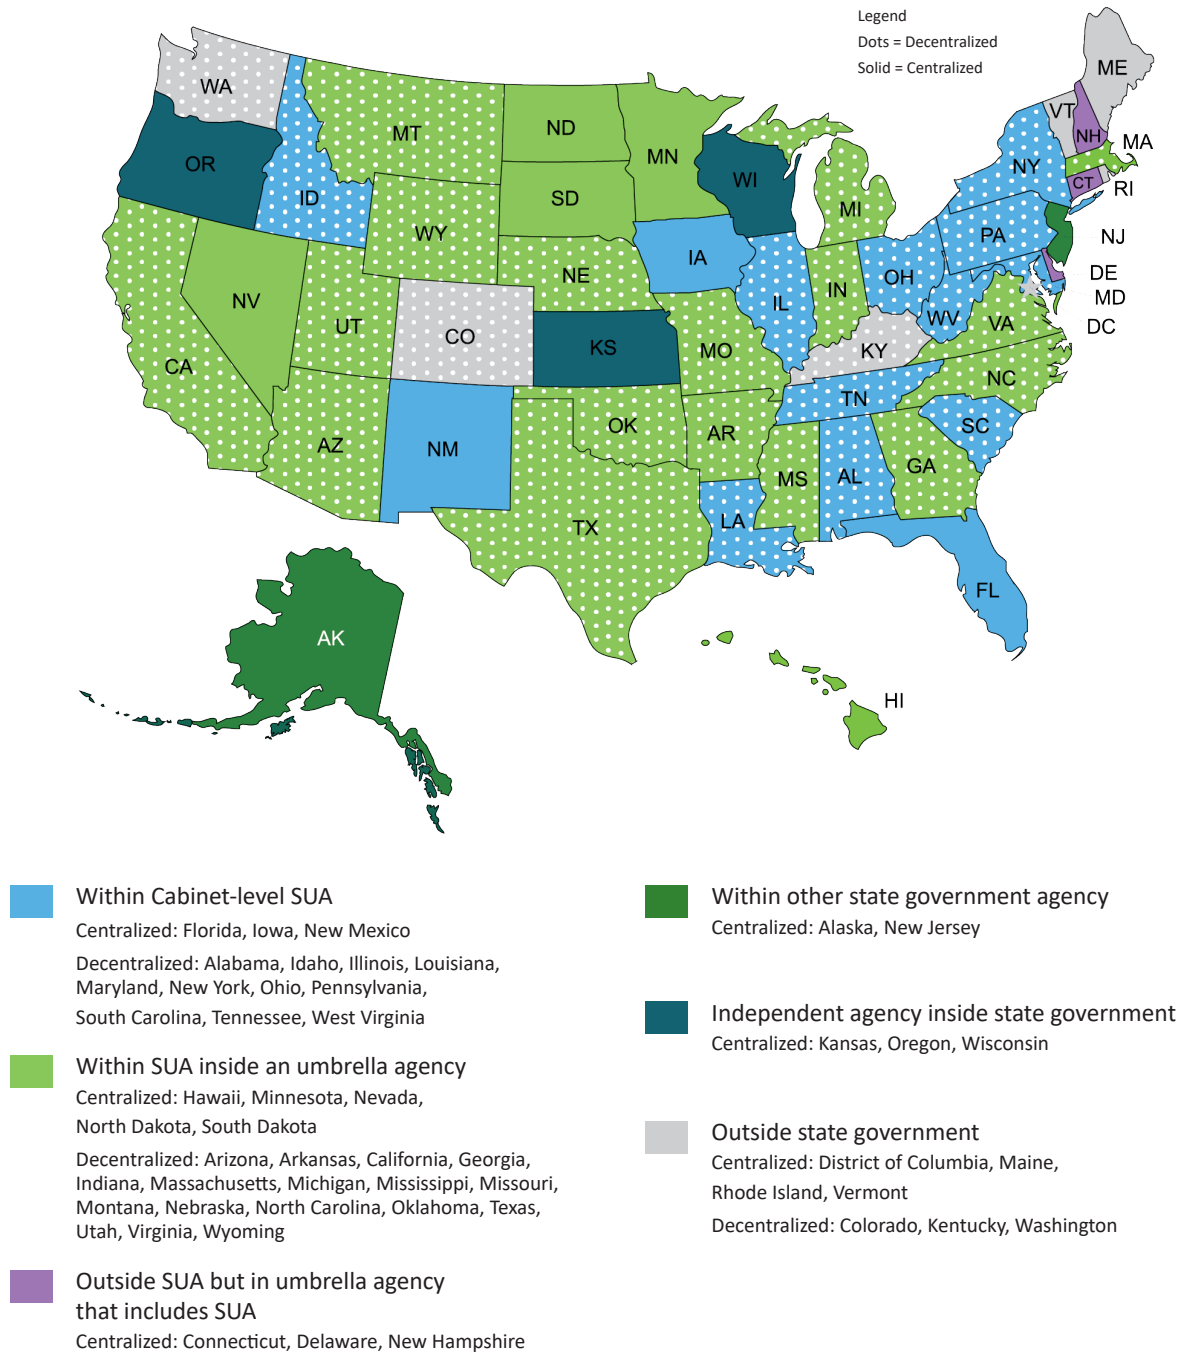 Legend
Dots = Decentralized
Solid = Centralized
WA
OR
ID
MT
ND
SD
MN
WI
MI
WY
NE
IA
NV
UT
CO
KS
CA
AZ
NM
OK
TX
MO
AR
LA
MS
AL
GA
TN
KY
IL
IN
OH
WV
VA
NC
SC
FL
PA
NY
VT
NH
ME
MA
CT
RI
NJ
DE
MD
DC
AK
HI
Within Cabinet-level SUA
Centralized: Florida, Iowa, New Mexico
Decentralized: Alabama, Idaho, Illinois, Louisiana,
Maryland, New York, Ohio, Pennsylvania,
South Carolina, Tennessee, West Virginia
Within SUA inside an umbrella agency
Centralized: Hawaii, Minnesota, Nevada,
North Dakota, South Dakota
Decentralized: Arizona, Arkansas, California, Georgia,
Indiana, Massachusetts, Michigan, Mississippi, Missouri,
Montana, Nebraska, North Carolina, Oklahoma, Texas,
Utah, Virginia, Wyoming
Outside SUA but in umbrella agency
that includes SUA
Centralized: Connecticut, Delaware, New Hampshire
Within other state government agency
Centralized: Alaska, New Jersey
Independent agency inside state government
Centralized: Kansas, Oregon, Wisconsin
Outside state government
Centralized: District of Columbia, Maine,
Rhode Island, Vermont
Decentralized: Colorado, Kentucky, Washington